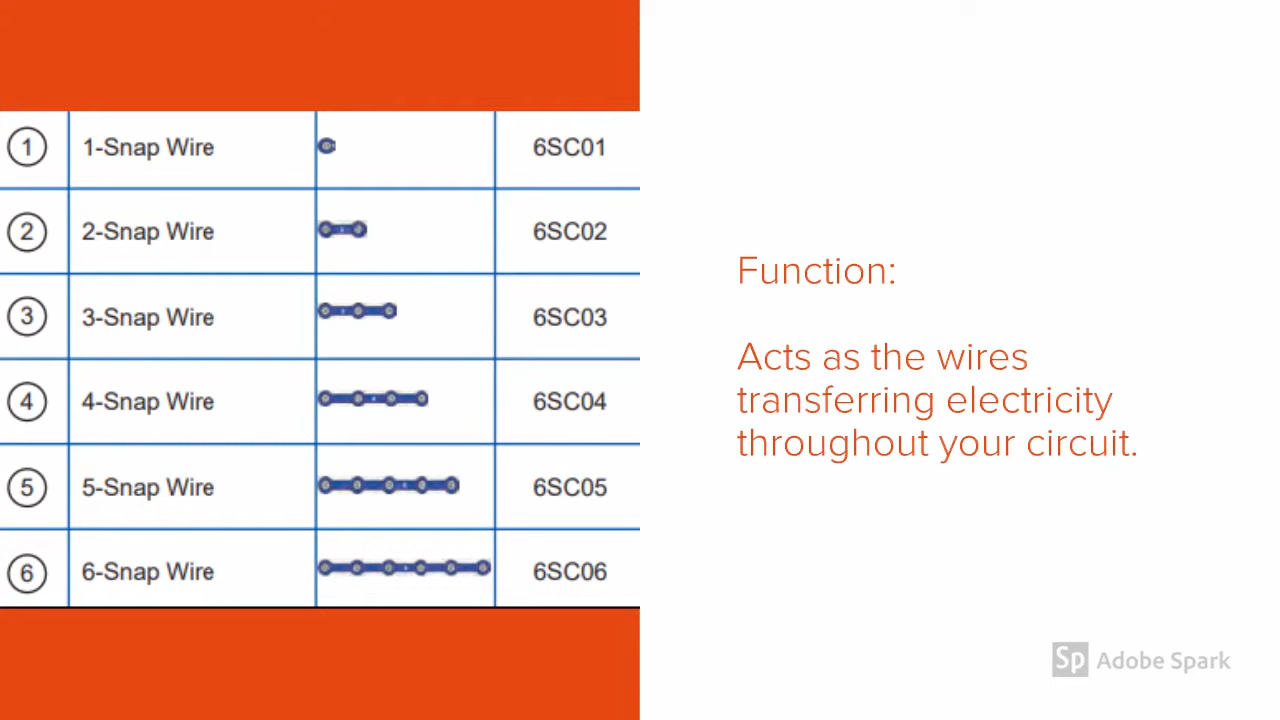 1 1-Snap Wire 6SC01
2 2-Snap Wire 6SC02
3 3-Snap Wire 6SC03
4 4-Snap Wire 6SC04
5 5-Snap Wire 6SC05
6 6-Snap Wire 6SC06
Function:
Acts as the wires
transferring electricity
throughout your circuit.
Sp Adobe Spark